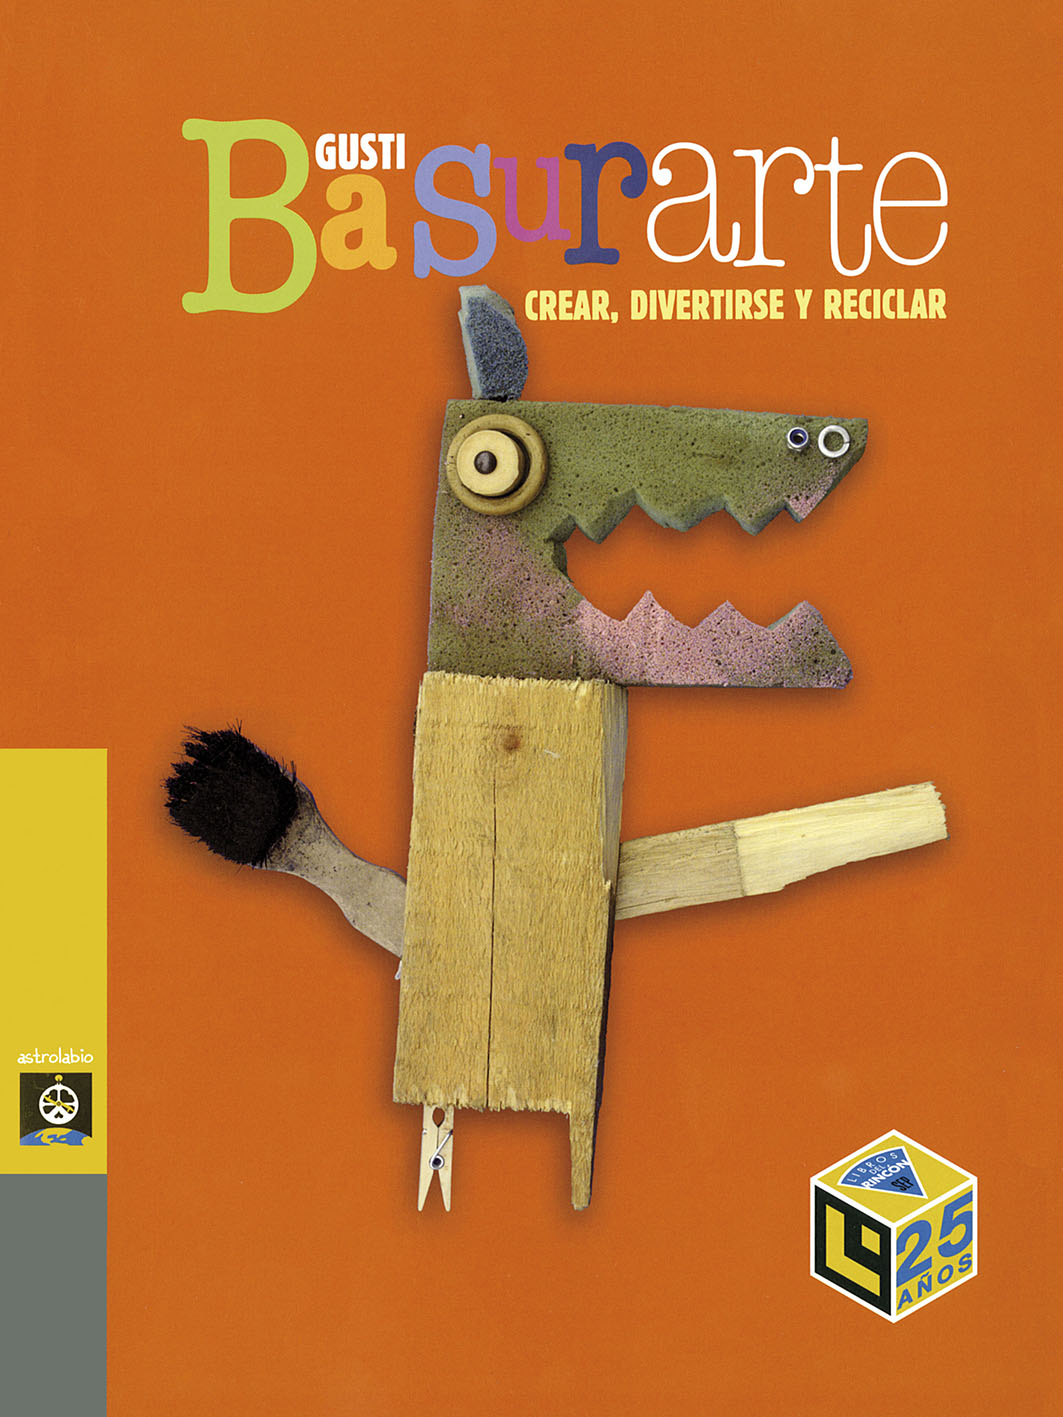 GUSTI
Basurarte
CREAR, DIVERTIRSE Y RECICLAR
astrolabio
LIBROS
DEL
RINCÓN
SEP
25
AÑOS